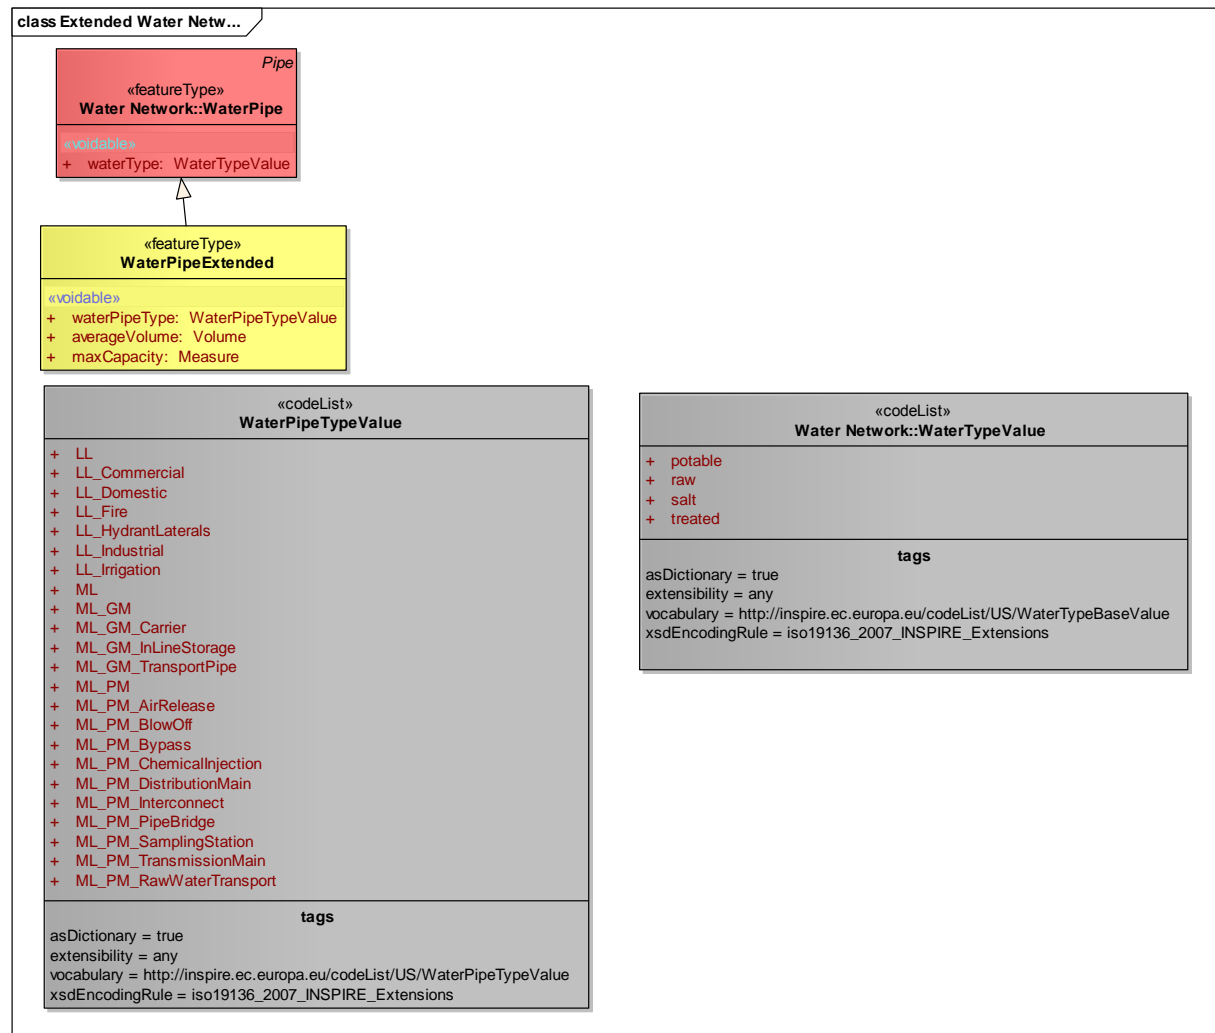 class Extended Water Netw...
Pipe
«featureType»
Water Network::WaterPipe
«voidable»
+ waterType: WaterTypeValue
«featureType»
WaterPipeExtended
«voidable»
+ waterPipeType: WaterPipeTypeValue
+ averageVolume: Volume
+ maxCapacity: Measure
«codeList»
WaterPipeTypeValue
+ LL
+ LL_Commercial
+ LL_Domestic
+ LL_Fire
+ LL_HydrantLaterals
+ LL_Industrial
+ LL_Irrigation
+ ML
+ ML_GM
+ ML_GM_Carrier
+ ML_GM_InLineStorage
+ ML_GM_TransportPipe
+ ML_PM
+ ML_PM_AirRelease
+ ML_PM_BlowOff
+ ML_PM_Bypass
+ ML_PM_ChemicalInjection
+ ML_PM_DistributionMain
+ ML_PM_Interconnect
+ ML_PM_PipeBridge
+ ML_PM_SamplingStation
+ ML_PM_TransmissionMain
+ ML_PM_RawWaterTransport
tags
asDictionary = true
extensibility = any
vocabulary = http://inspire.ec.europa.eu/codeList/US/WaterPipeTypeValue
xsdEncodingRule = iso19136_2007_INSPIRE_Extensions
«codeList»
Water Network::WaterTypeValue
+ potable
+ raw
+ salt
+ treated
tags
asDictionary = true
extensibility = any
vocabulary = http://inspire.ec.europa.eu/codeList/US/WaterTypeBaseValue
xsdEncodingRule = iso19136_2007_INSPIRE_Extensions